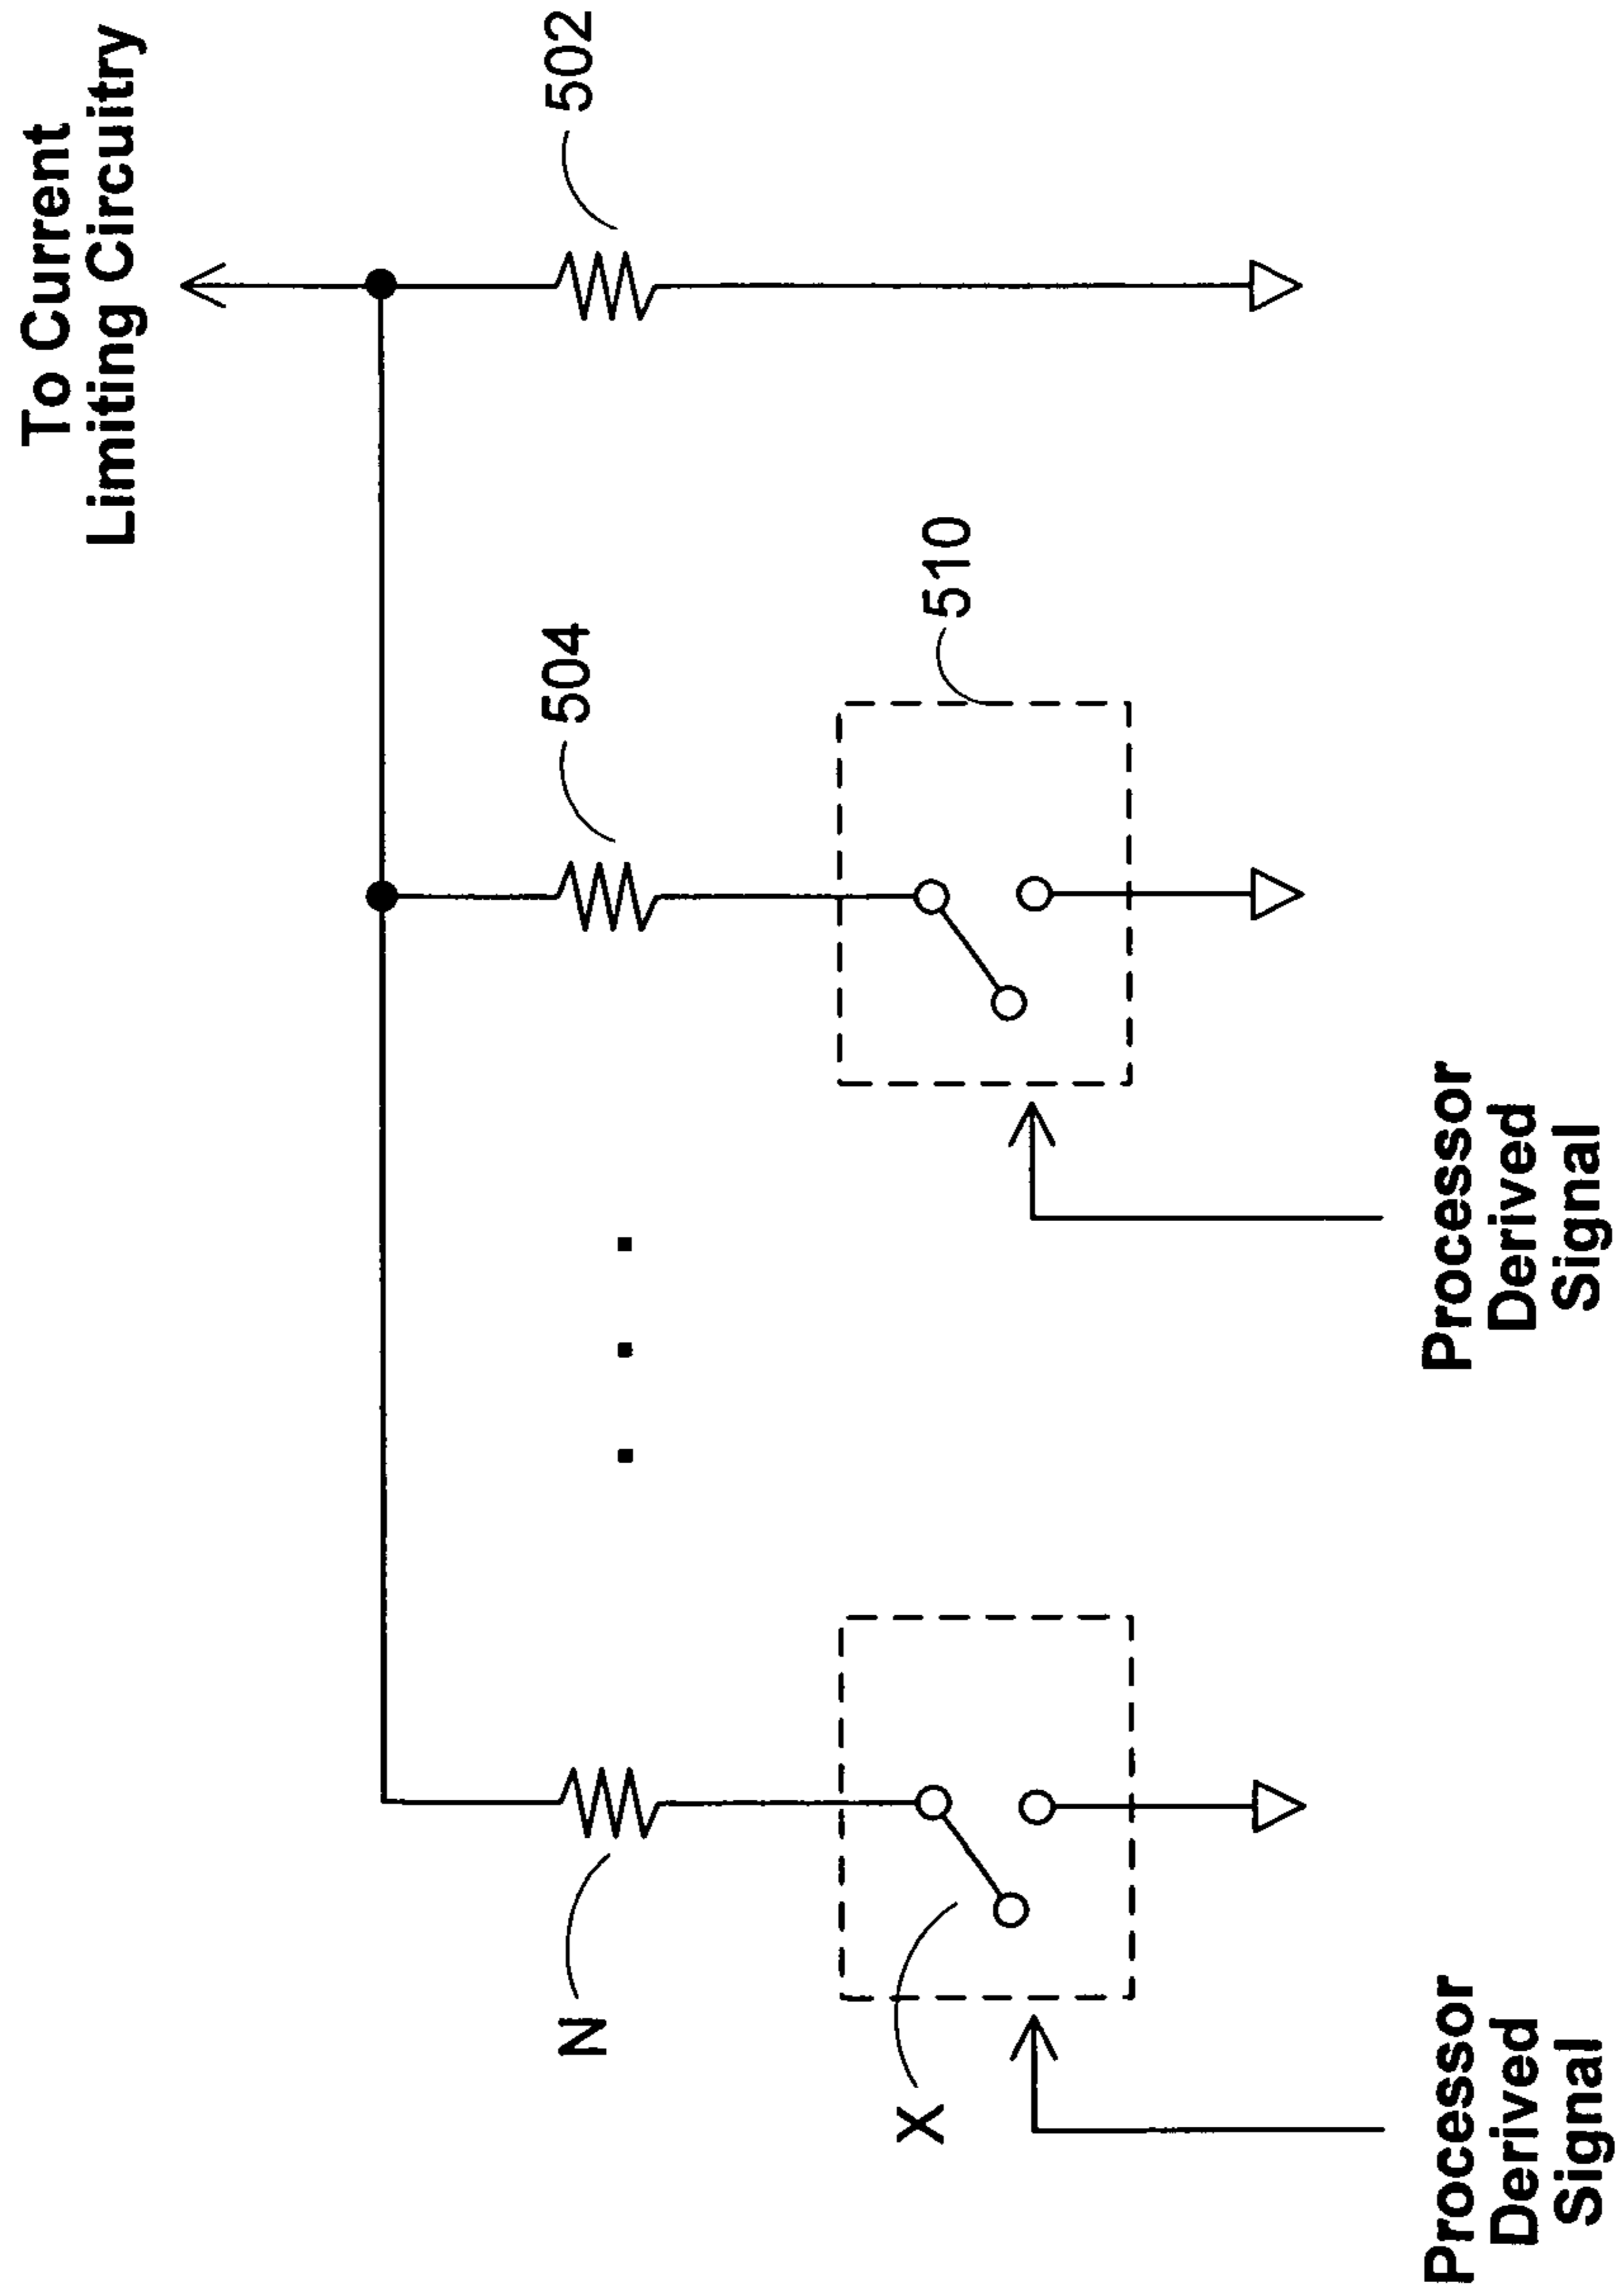 To Current
Limiting Circuitry
502
504
510
N
X
Processor
Derived
Signal
Processor
Derived
Signal